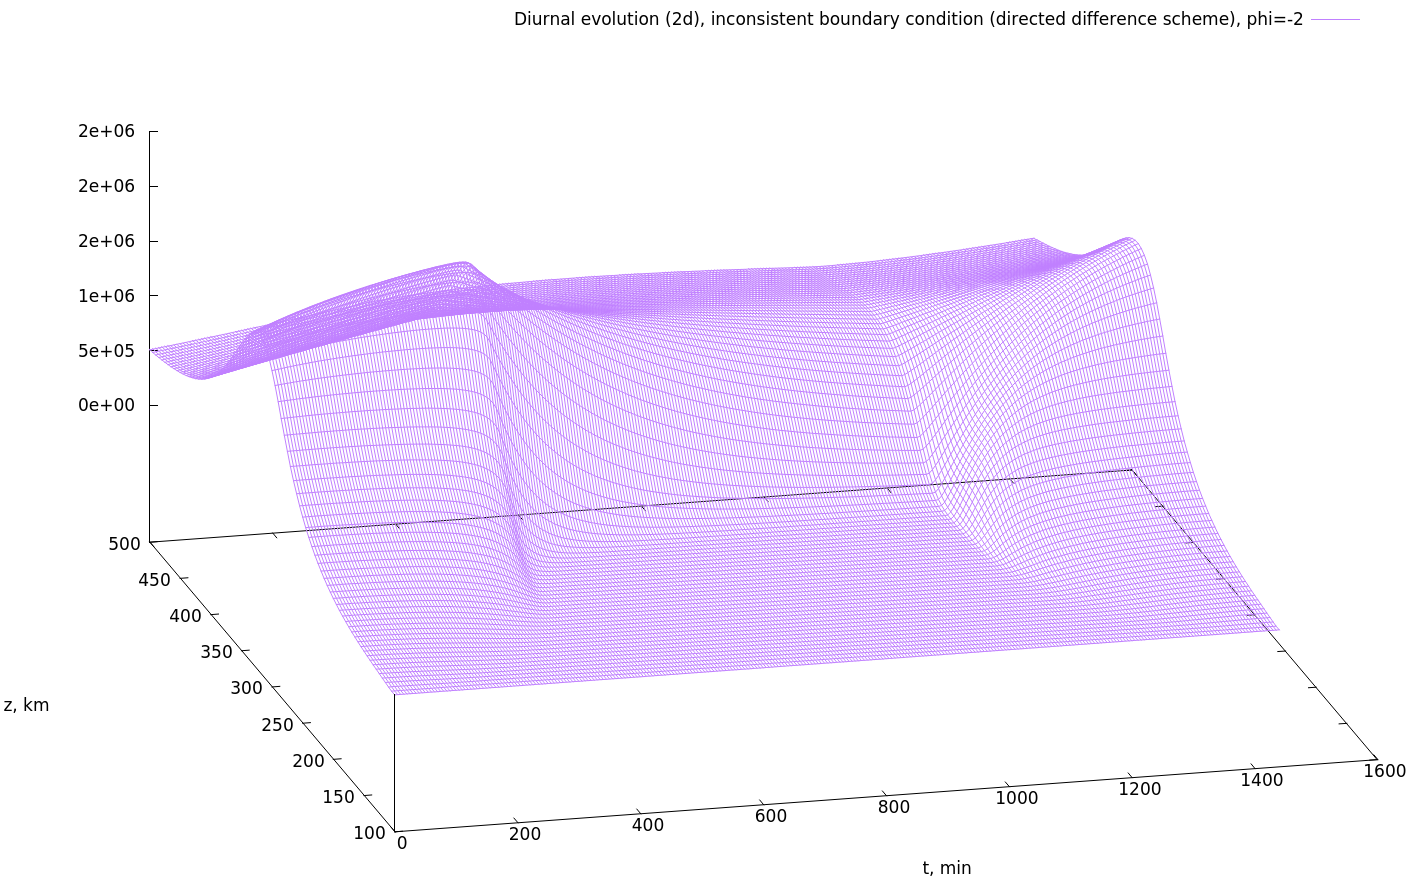 Diurnal evolution (2d), inconsistent boundary condition (directed difference scheme), phi=-2
2e+06
2e+06
2e+06
1e+06
5e+05
0e+00
500
450
400
350
300
250
200
150
100
z, km
0
200
400
600
800
1000
1200
1400
1600
t, min